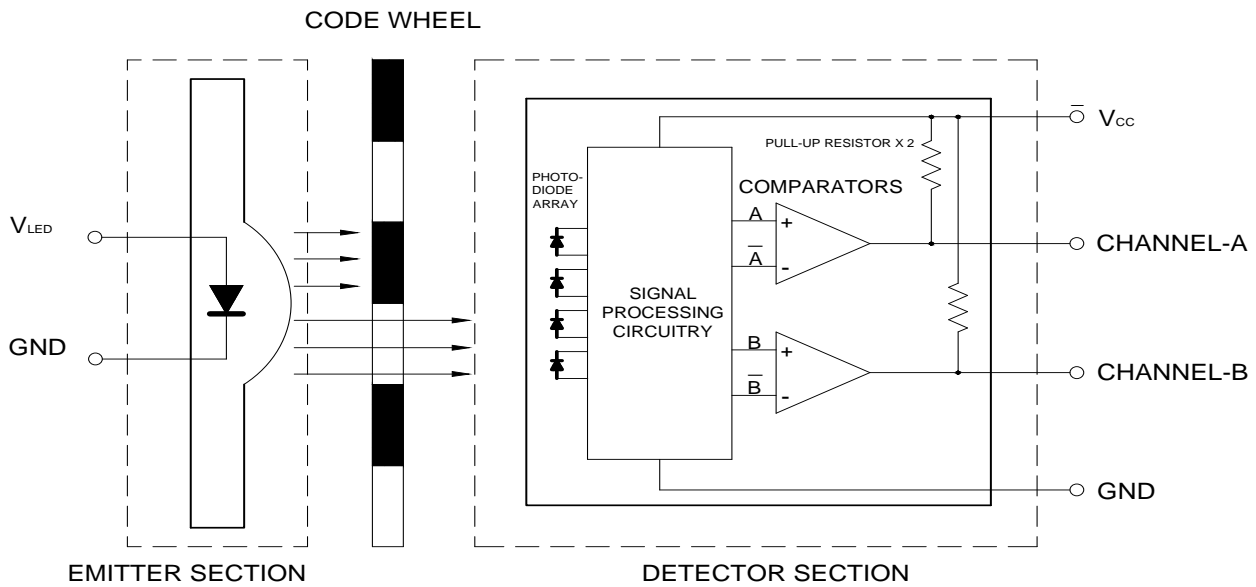 CODE WHEEL
V̅CC
PULL-UP RESISTOR X 2
PHOTO-
DIODE
ARRAY
COMPARATORS
VLED
A
+
CHANNEL-A
A̅
-
SIGNAL
PROCESSING
CIRCUITRY
GND
B
+
CHANNEL-B
B̅
-
GND
EMITTER SECTION
DETECTOR SECTION